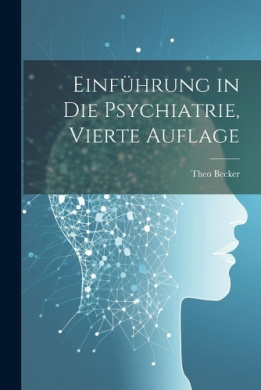 Einführung in
Die Psychiatrie,
Vierte Auflage
Theo Becker